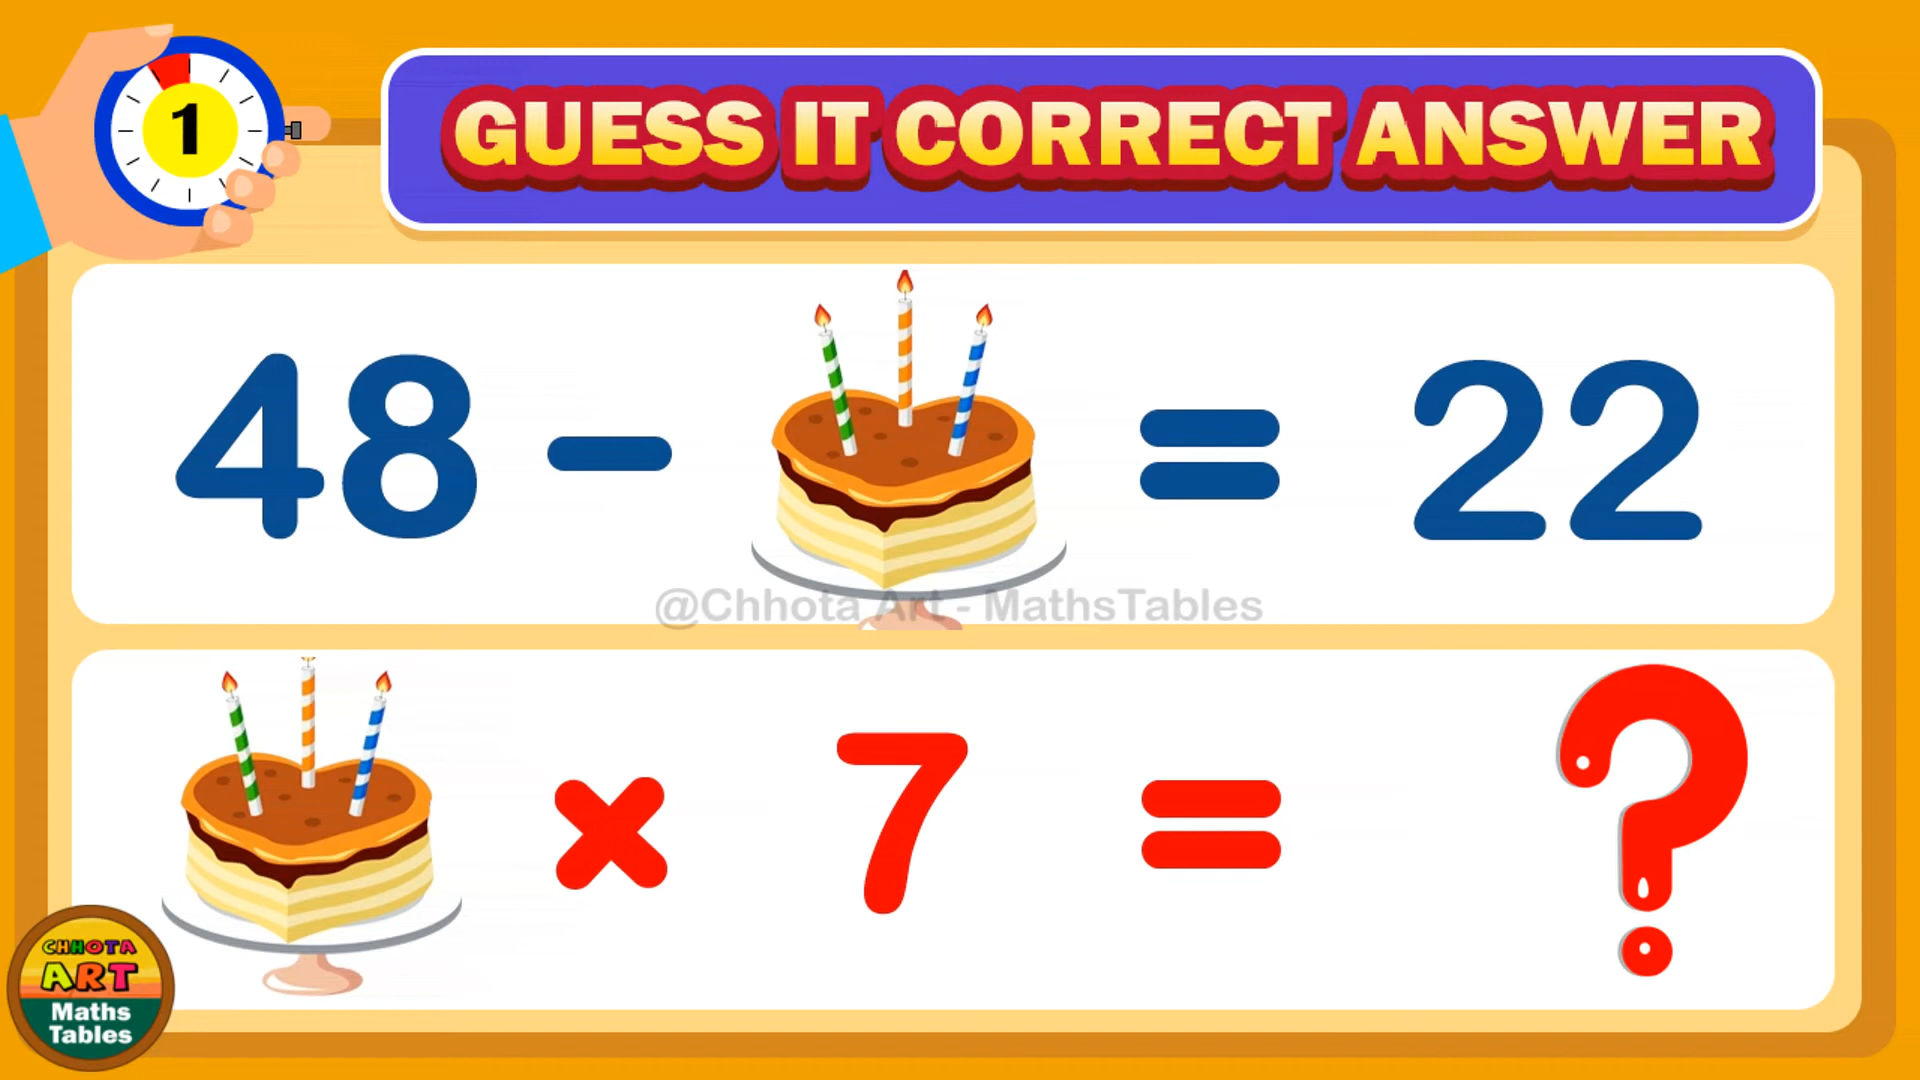 1
GUESS IT CORRECT ANSWER
48 - = 22
@Chhota Art - MathsTables
× 7 = ?
CHHOTA
ART
Maths
Tables